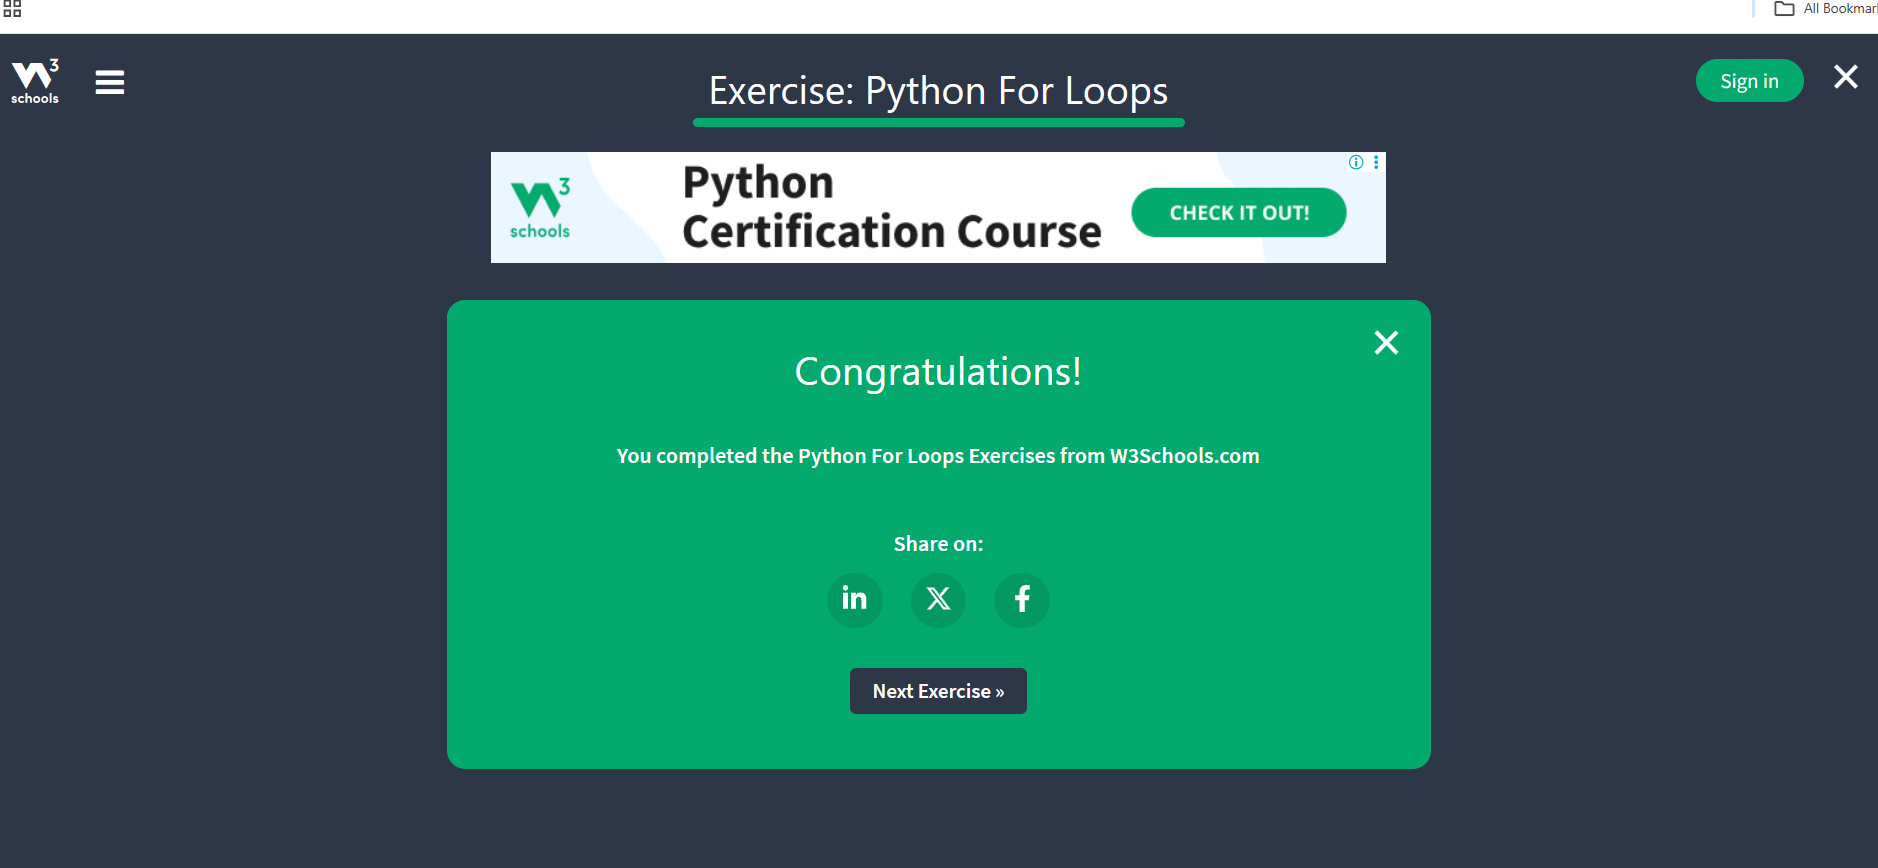 All Bookmar
W3
schools
Exercise: Python For Loops
Sign in
W3
schools
Python
Certification Course
CHECK IT OUT!
Congratulations!
You completed the Python For Loops Exercises from W3Schools.com
Share on:
in
X
f
Next Exercise »